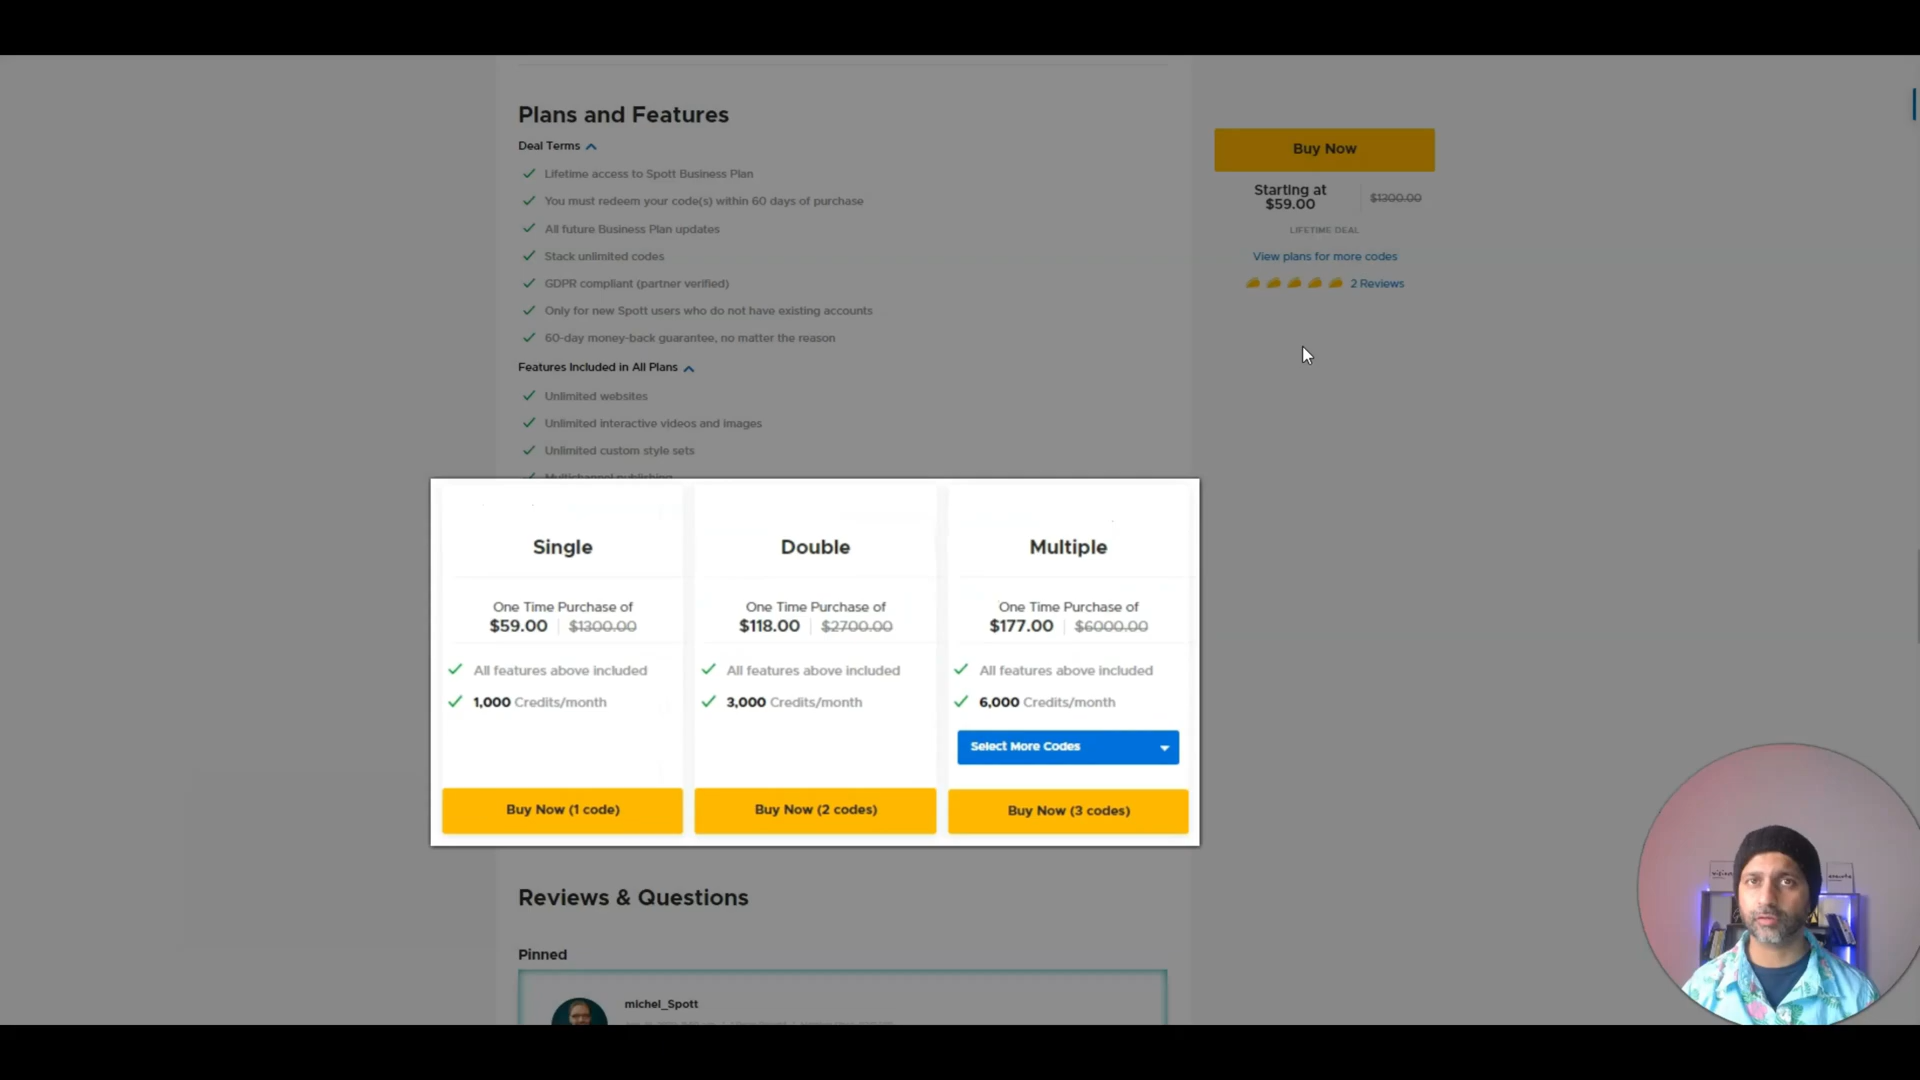 Plans and Features
Deal Terms
Lifetime access to Spott Business Plan
You must redeem your code(s) within 60 days of purchase
All future Business Plan updates
Stack unlimited codes
GDPR compliant (partner verified)
Only for new Spott users who do not have existing accounts
60-day money-back guarantee, no matter the reason
Features Included in All Plans
Unlimited websites
Unlimited interactive videos and images
Unlimited custom style sets
Multichannel publishing
Buy Now
Starting at
$59.00
$1300.00
LIFETIME DEAL
View plans for more codes
2 Reviews
Single
One Time Purchase of
$59.00 $1300.00
All features above included
1,000 Credits/month
Buy Now (1 code)
Double
One Time Purchase of
$118.00 $2700.00
All features above included
3,000 Credits/month
Buy Now (2 codes)
Multiple
One Time Purchase of
$177.00 $6000.00
All features above included
6,000 Credits/month
Select More Codes
Buy Now (3 codes)
Reviews & Questions
Pinned
michel_Spott